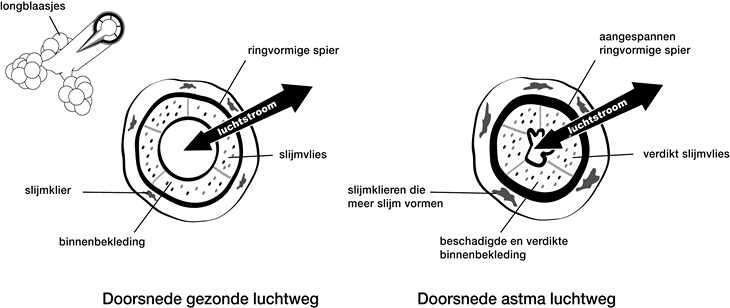 longblaasjes
ringvormige spier
luchtstroom
slijmvlies
slijmklier
binnenbekleding
Doorsnede gezonde luchtweg
aangespannen
ringvormige spier
luchtstroom
verdikt slijmvlies
slijmklieren die
meer slijm vormen
beschadigde en verdikte
binnenbekleding
Doorsnede astma luchtweg